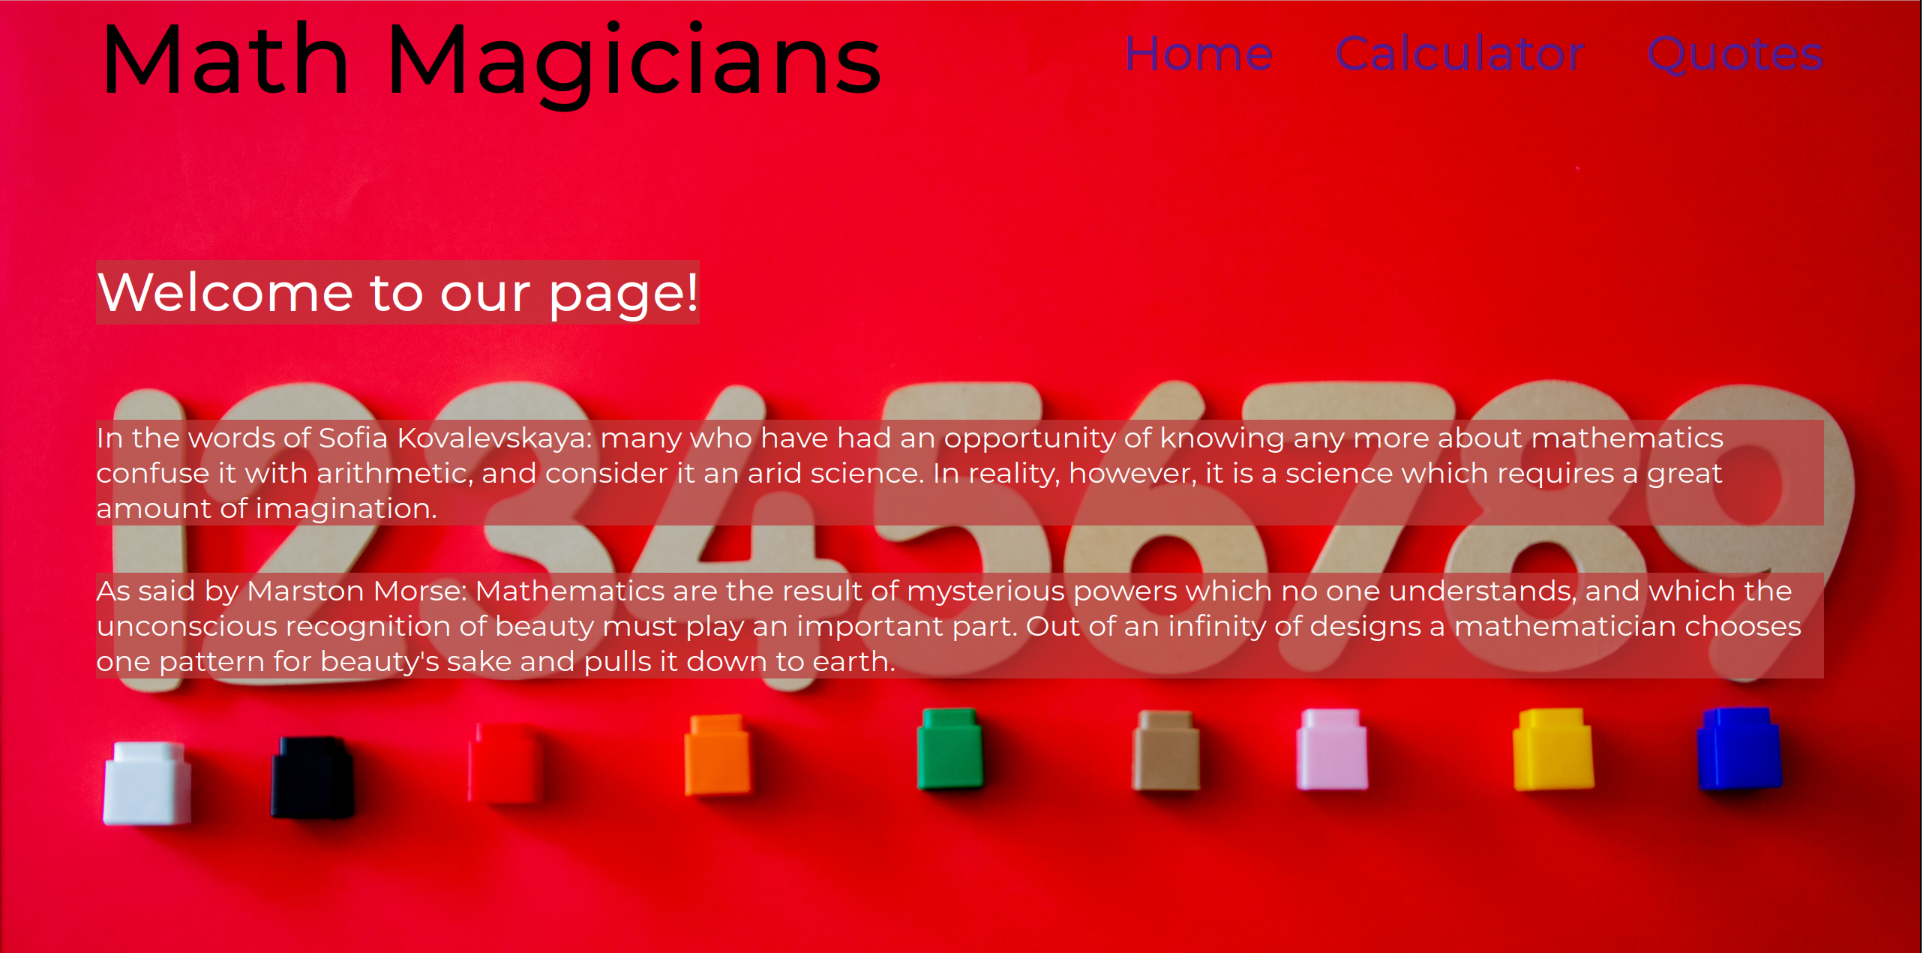 Math Magicians
Home Calculator Quotes
Welcome to our page!
123456789
In the words of Sofia Kovalevskaya: many who have had an opportunity of knowing any more about mathematics
confuse it with arithmetic, and consider it an arid science. In reality, however, it is a science which requires a great
amount of imagination.
As said by Marston Morse: Mathematics are the result of mysterious powers which no one understands, and which the
unconscious recognition of beauty must play an important part. Out of an infinity of designs a mathematician chooses
one pattern for beauty's sake and pulls it down to earth.